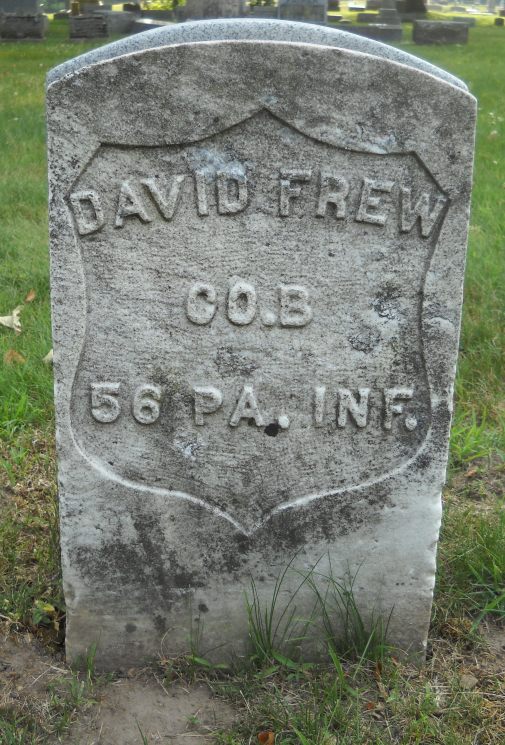 DAVID FREW
CO.B
56 PA. INF.